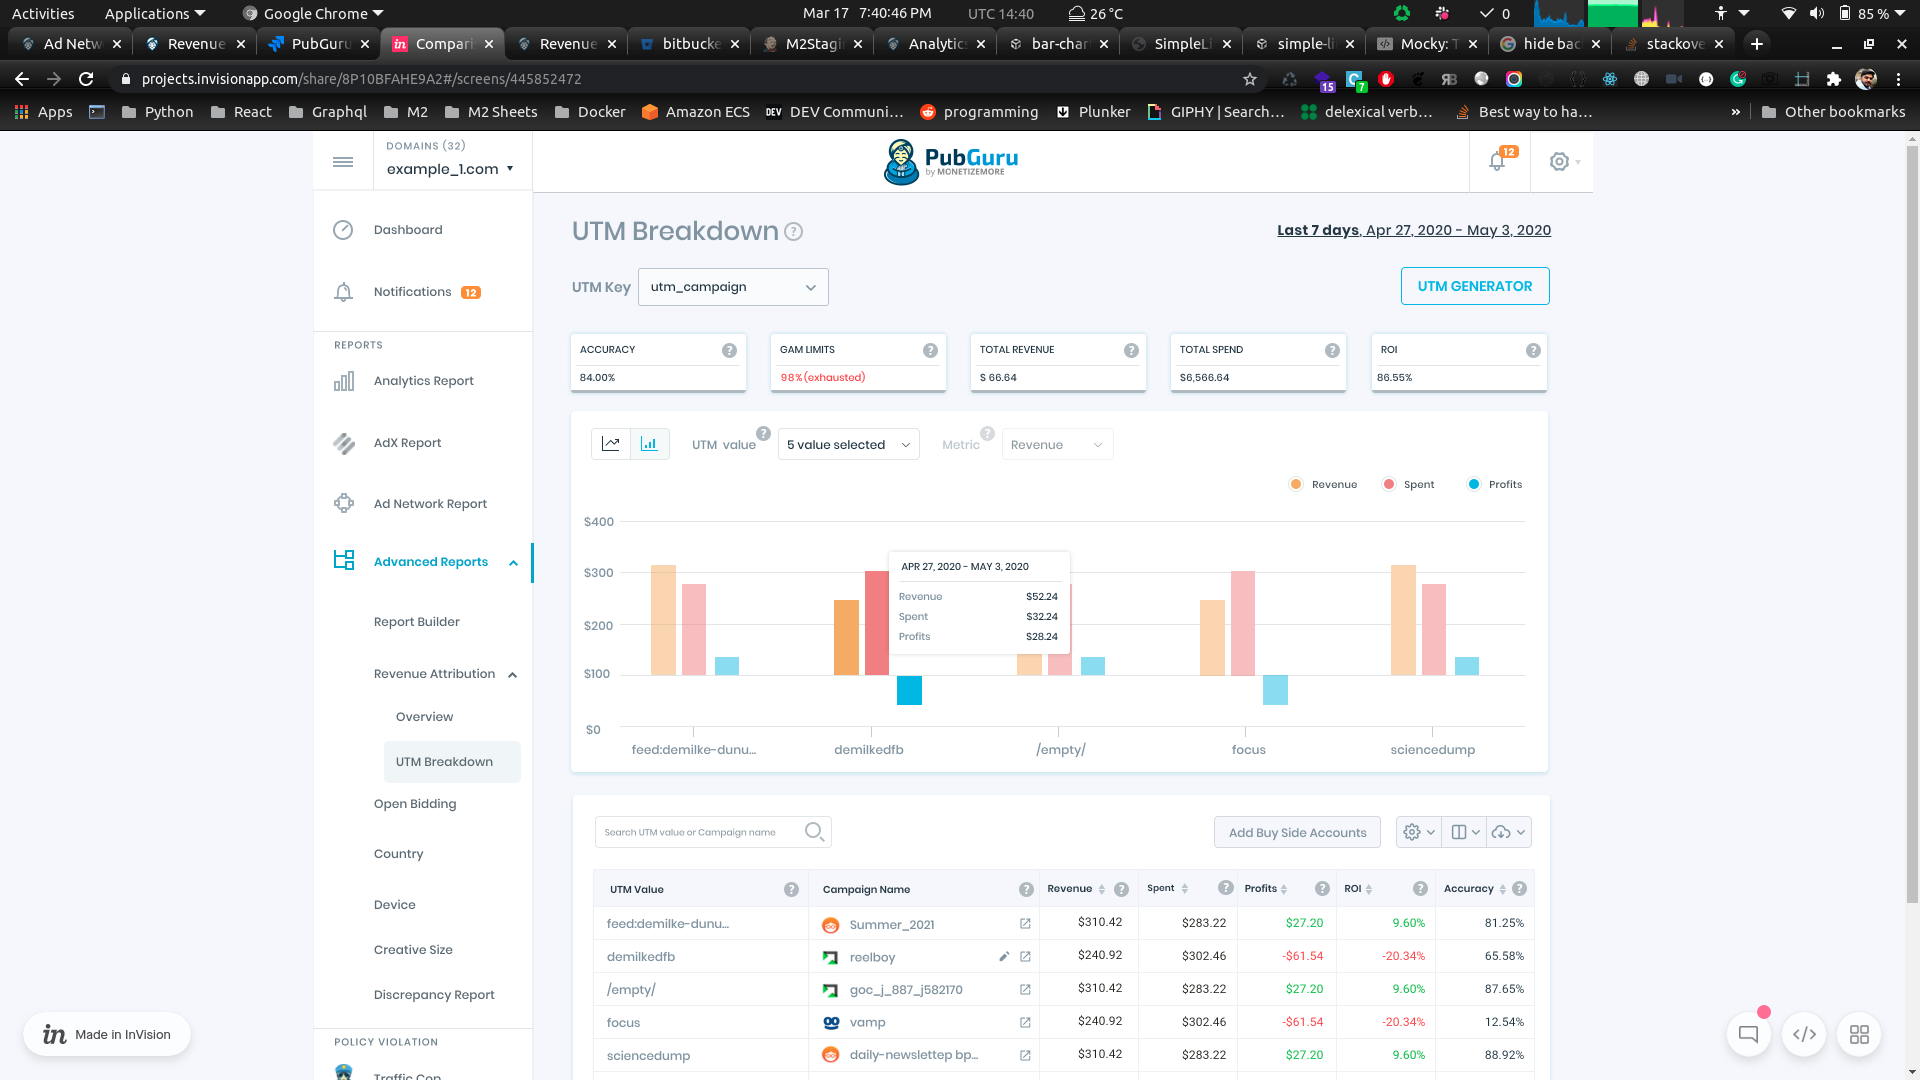 Activities Applications Google Chrome Mar 17 7:40:46 PM UTC 14:40 26 °C 0 85 %
Ad Netw Revenue PubGuru Compari Revenue bitbucke M2Stagi Analytic bar-char SimpleLi simple-li Mocky: T hide bac stackove
projects.invisionapp.com/share/8P10BFAHE9A2#/screens/445852472 15 7
Apps Python React Graphql M2 M2 Sheets Docker Amazon ECS DEV DEV Communi... programming Plunker GIPHY | Search... delexical verb... Best way to ha... » Other bookmarks
DOMAINS (32)
example_1.com
PubGuru
by MONETIZEMORE
12
Dashboard
Notifications 12
REPORTS
Analytics Report
AdX Report
Ad Network Report
Advanced Reports
Report Builder
Revenue Attribution
Overview
UTM Breakdown
Open Bidding
Country
Device
Creative Size
Discrepancy Report
POLICY VIOLATION
Traffic Cop
in Made in InVision
UTM Breakdown ?
Last 7 days, Apr 27, 2020 - May 3, 2020
UTM Key utm_campaign
UTM GENERATOR
ACCURACY ? GAM LIMITS ? TOTAL REVENUE ? TOTAL SPEND ? ROI ?
84.00% 98%(exhausted) $ 66.64 $6,566.64 86.55%
UTM value ? 5 value selected Metric ? Revenue
Revenue Spent Profits
$400
$300
$200
$100
$0
APR 27, 2020 - MAY 3, 2020
Revenue $52.24
Spent $32.24
Profits $28.24
feed:demilke-dunu... demilkedfb /empty/ focus sciencedump
Search UTM value or Campaign name
Add Buy Side Accounts
UTM Value ? Campaign Name ? Revenue ? Spent ? Profits ? ROI ? Accuracy ?
feed:demilke-dunu... Summer_2021 $310.42 $283.22 $27.20 9.60% 81.25%
demilkedfb reelboy $240.92 $302.46 -$61.54 -20.34% 65.58%
/empty/ goc_j_887_j582170 $310.42 $283.22 $27.20 9.60% 87.65%
focus vamp $240.92 $302.46 -$61.54 -20.34% 12.54%
sciencedump daily-newslettep bp... $310.42 $283.22 $27.20 9.60% 88.92%